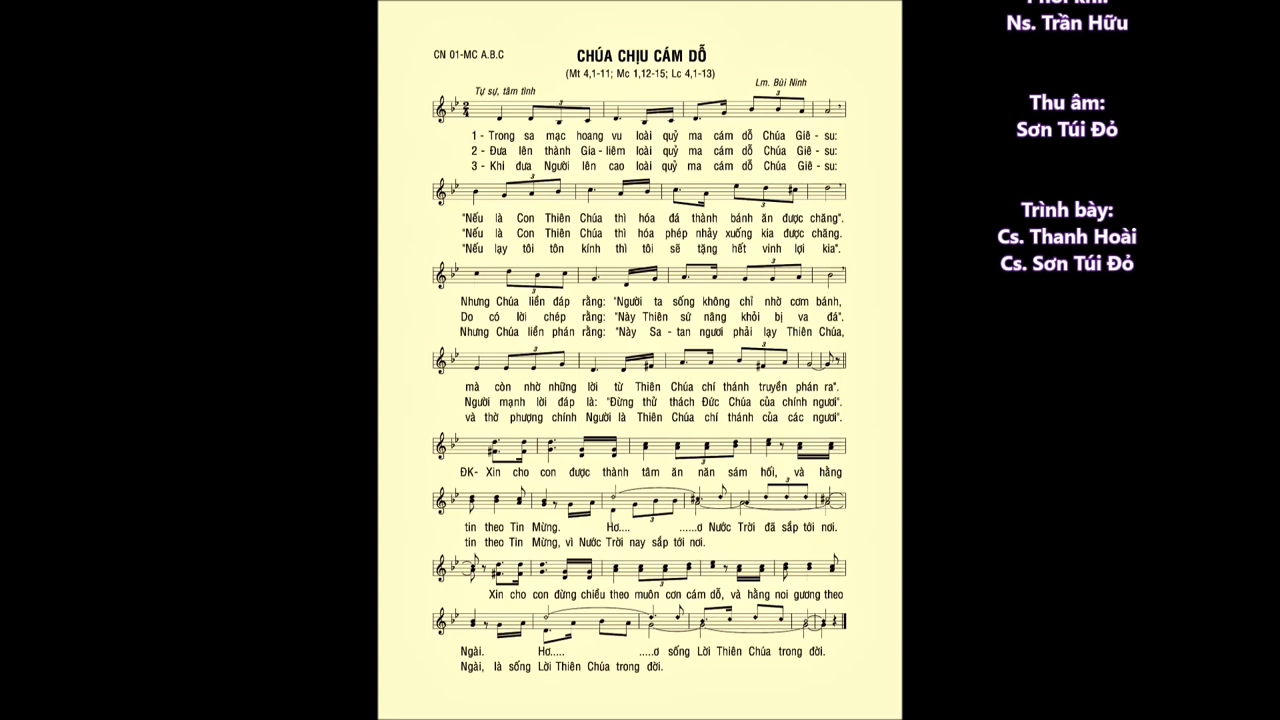 CN 01-MC A.B.C
CHÚA CHỊU CÁM DỖ
(Mt 4,1-11; Mc 1,12-15; Lc 4,1-13)
Tự sự, tâm tình
Lm. Bùi Ninh
1 - Trong sa mạc hoang vu loài quỷ ma cám dỗ Chúa Giê - su:
2 - Đưa lên thành Gia - liêm loài quỷ ma cám dỗ Chúa Giê - su:
3 - Khi đưa Người lên cao loài quỷ ma cám dỗ Chúa Giê - su:
"Nếu là Con Thiên Chúa thì hóa đá thành bánh ăn được chăng".
"Nếu là Con Thiên Chúa thì hóa phép nhảy xuống kia được chăng.
"Nếu lạy tôi tôn kính thì tôi sẽ tặng hết vinh lợi kia".
Nhưng Chúa liền đáp rằng: "Người ta sống không chỉ nhờ cơm bánh,
Do có lời chép rằng: "Này Thiên sứ nâng khỏi bị va đá".
Nhưng Chúa liền phán rằng: "Này Sa - tan ngươi phải lạy Thiên Chúa,
mà còn nhờ những lời từ Thiên Chúa chí thánh truyền phán ra".
Người mạnh lời đáp là: "Đừng thử thách Đức Chúa của chính ngươi".
và thờ phượng chính Người là Thiên Chúa chí thánh của các ngươi".
ĐK- Xin cho con được thành tâm ăn năn sám hối, và hằng
tin theo Tin Mừng. Hơ.... ......ơ Nước Trời đã sắp tới nơi.
tin theo Tin Mừng, vì Nước Trời nay sắp tới nơi.
Xin cho con đừng chiều theo muôn cơn cám dỗ, và hằng noi gương theo
Ngài. Hơ..... .....ơ sống Lời Thiên Chúa trong đời.
Ngài, là sống Lời Thiên Chúa trong đời.
Ns. Trần Hữu
Thu âm:
Sơn Túi Đỏ
Trình bày:
Cs. Thanh Hoài
Cs. Sơn Túi Đỏ